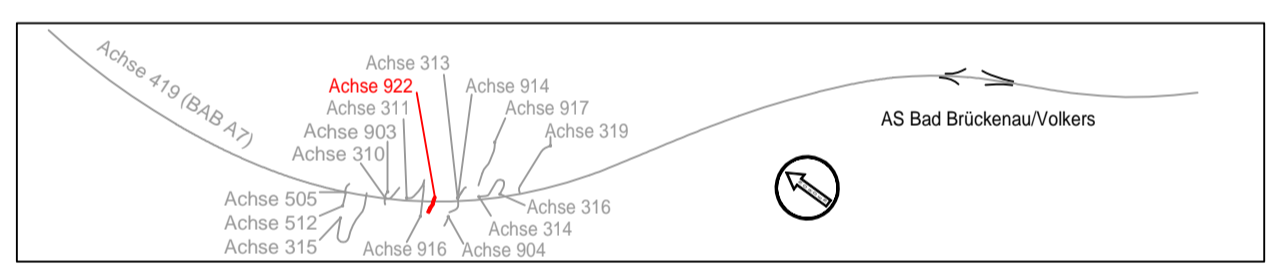 Achse 419 (BAB A7)
Achse 313
Achse 922
Achse 914
Achse 311
Achse 917
Achse 903
Achse 319
Achse 310
AS Bad Brückenau/Volkers
Achse 505
Achse 316
Achse 512
Achse 314
Achse 315
Achse 916
Achse 904